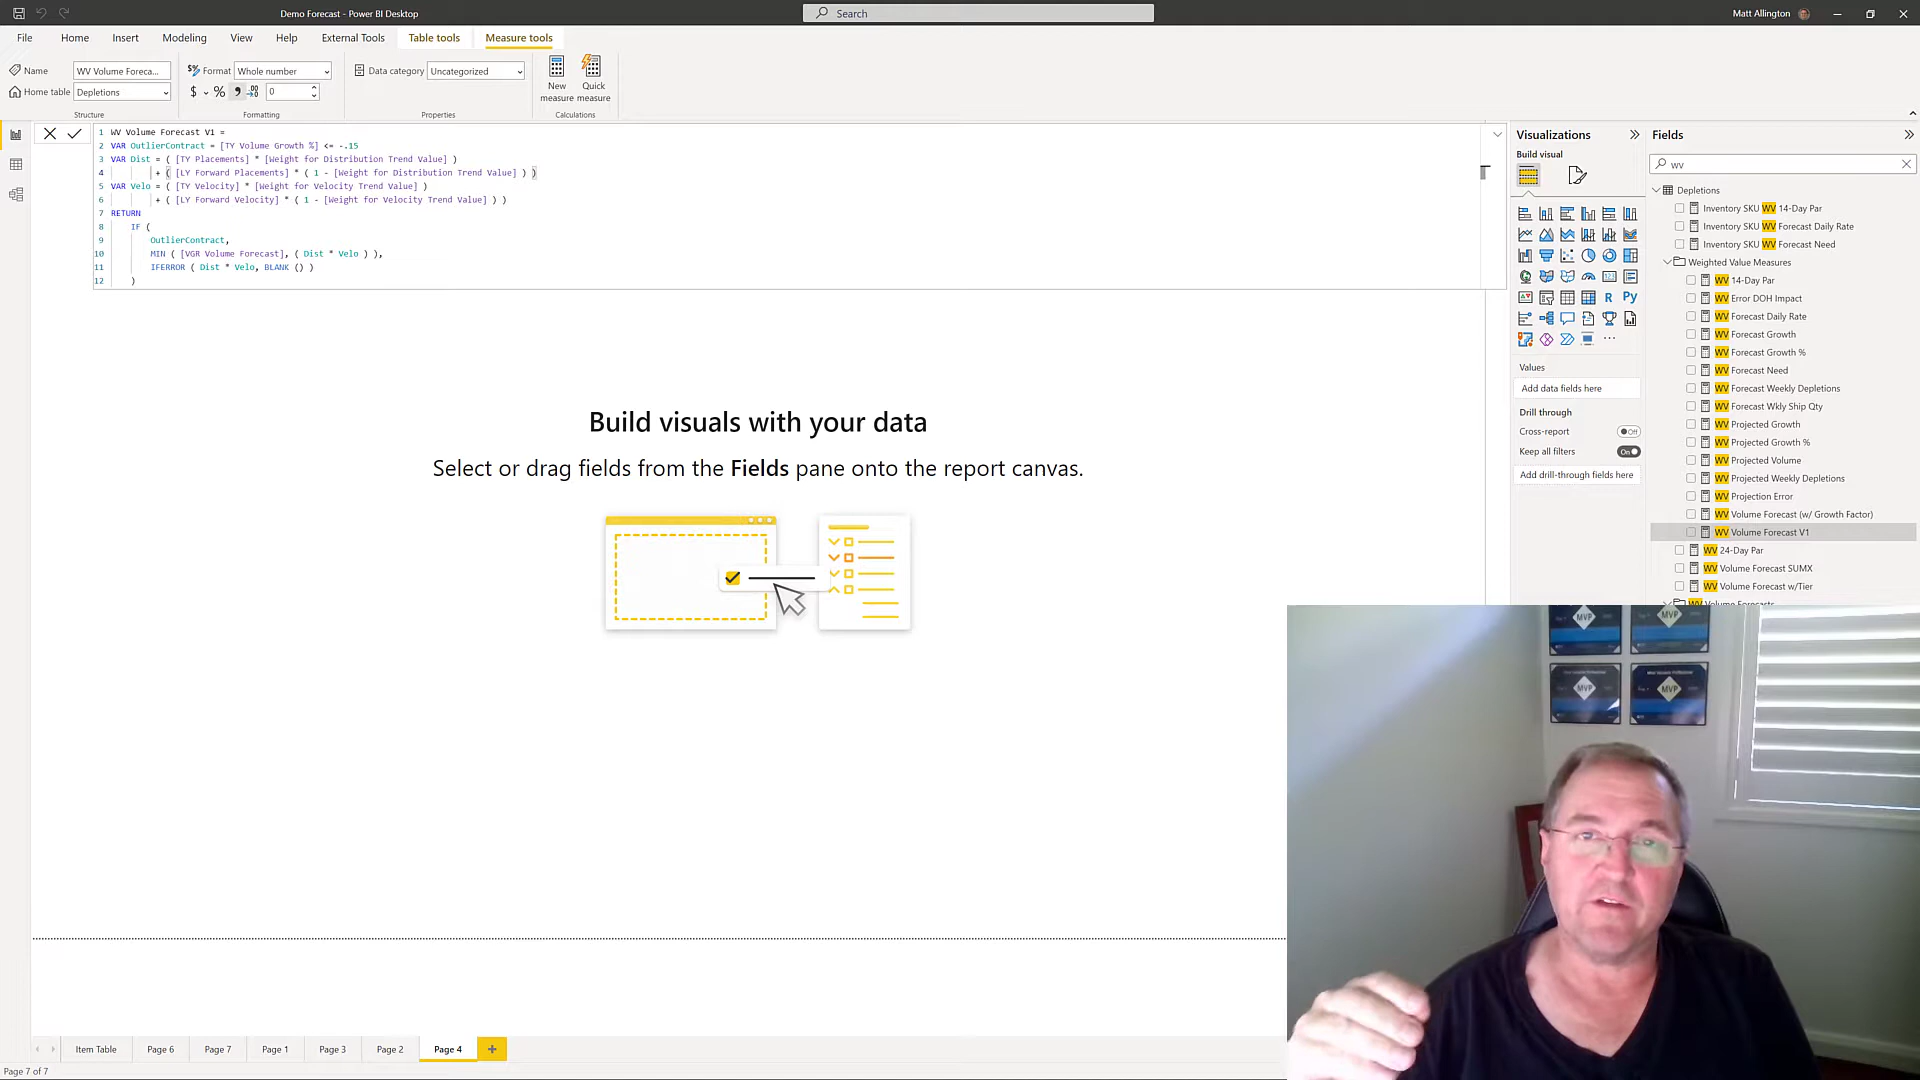 Demo Forecast - Power BI Desktop
Search
Matt Allington
File
Home
Insert
Modeling
View
Help
External Tools
Table tools
Measure tools
Name
WV Volume Foreca...
Home table
Depletions
Structure
Format
Whole number
$
%
0
Formatting
Data category
Uncategorized
Properties
New
measure
Quick
measure
Calculations
1 WV Volume Forecast V1 =
2 VAR OutlierContract = [TY Volume Growth %] <= -.15
3 VAR Dist = ( [TY Placements] * [Weight for Distribution Trend Value] )
4 + ( [LY Forward Placements] * ( 1 - [Weight for Distribution Trend Value] ) )
5 VAR Velo = ( [TY Velocity] * [Weight for Velocity Trend Value] )
6 + ( [LY Forward Velocity] * ( 1 - [Weight for Velocity Trend Value] ) )
7 RETURN
8 IF (
9 OutlierContract,
10 MIN ( [VGR Volume Forecast], ( Dist * Velo ) ),
11 IFERROR ( Dist * Velo, BLANK () )
12 )
Build visuals with your data
Select or drag fields from the Fields pane onto the report canvas.
Visualizations
Build visual
R
Py
Values
Add data fields here
Drill through
Cross-report
Off
Keep all filters
On
Add drill-through fields here
Fields
wv
Depletions
Inventory SKU WV 14-Day Par
Inventory SKU WV Forecast Daily Rate
Inventory SKU WV Forecast Need
Weighted Value Measures
WV 14-Day Par
WV Error DOH Impact
WV Forecast Daily Rate
WV Forecast Growth
WV Forecast Growth %
WV Forecast Need
WV Forecast Weekly Depletions
WV Forecast Wkly Ship Qty
WV Projected Growth
WV Projected Growth %
WV Projected Volume
WV Projected Weekly Depletions
WV Projection Error
WV Volume Forecast (w/ Growth Factor)
WV Volume Forecast V1
WV 24-Day Par
WV Volume Forecast SUMX
WV Volume Forecast w/Tier
WV Volume Forecasts
MVP
MVP
MVP
MVP
Item Table
Page 6
Page 7
Page 1
Page 3
Page 2
Page 4
Page 7 of 7